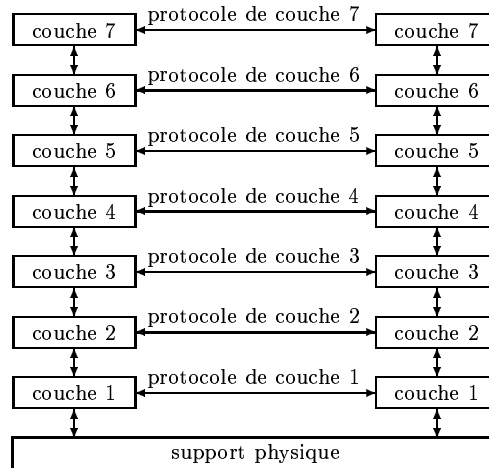 protocole de couche 7
couche 7 couche 7
protocole de couche 6
couche 6 couche 6
protocole de couche 5
couche 5 couche 5
protocole de couche 4
couche 4 couche 4
protocole de couche 3
couche 3 couche 3
protocole de couche 2
couche 2 couche 2
protocole de couche 1
couche 1 couche 1
support physique